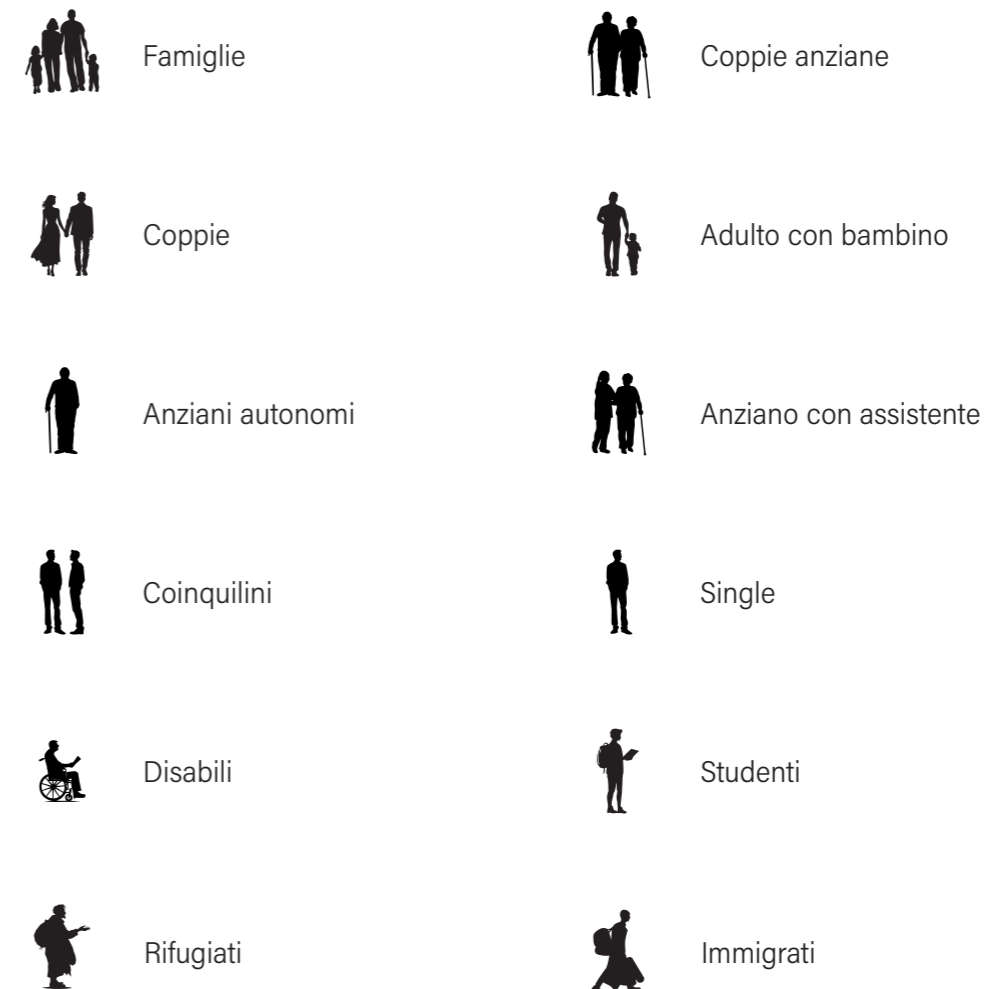 Famiglie
Coppie anziane
Coppie
Adulto con bambino
Anziani autonomi
Anziano con assistente
Coinquilini
Single
Disabili
Studenti
Rifugiati
Immigrati